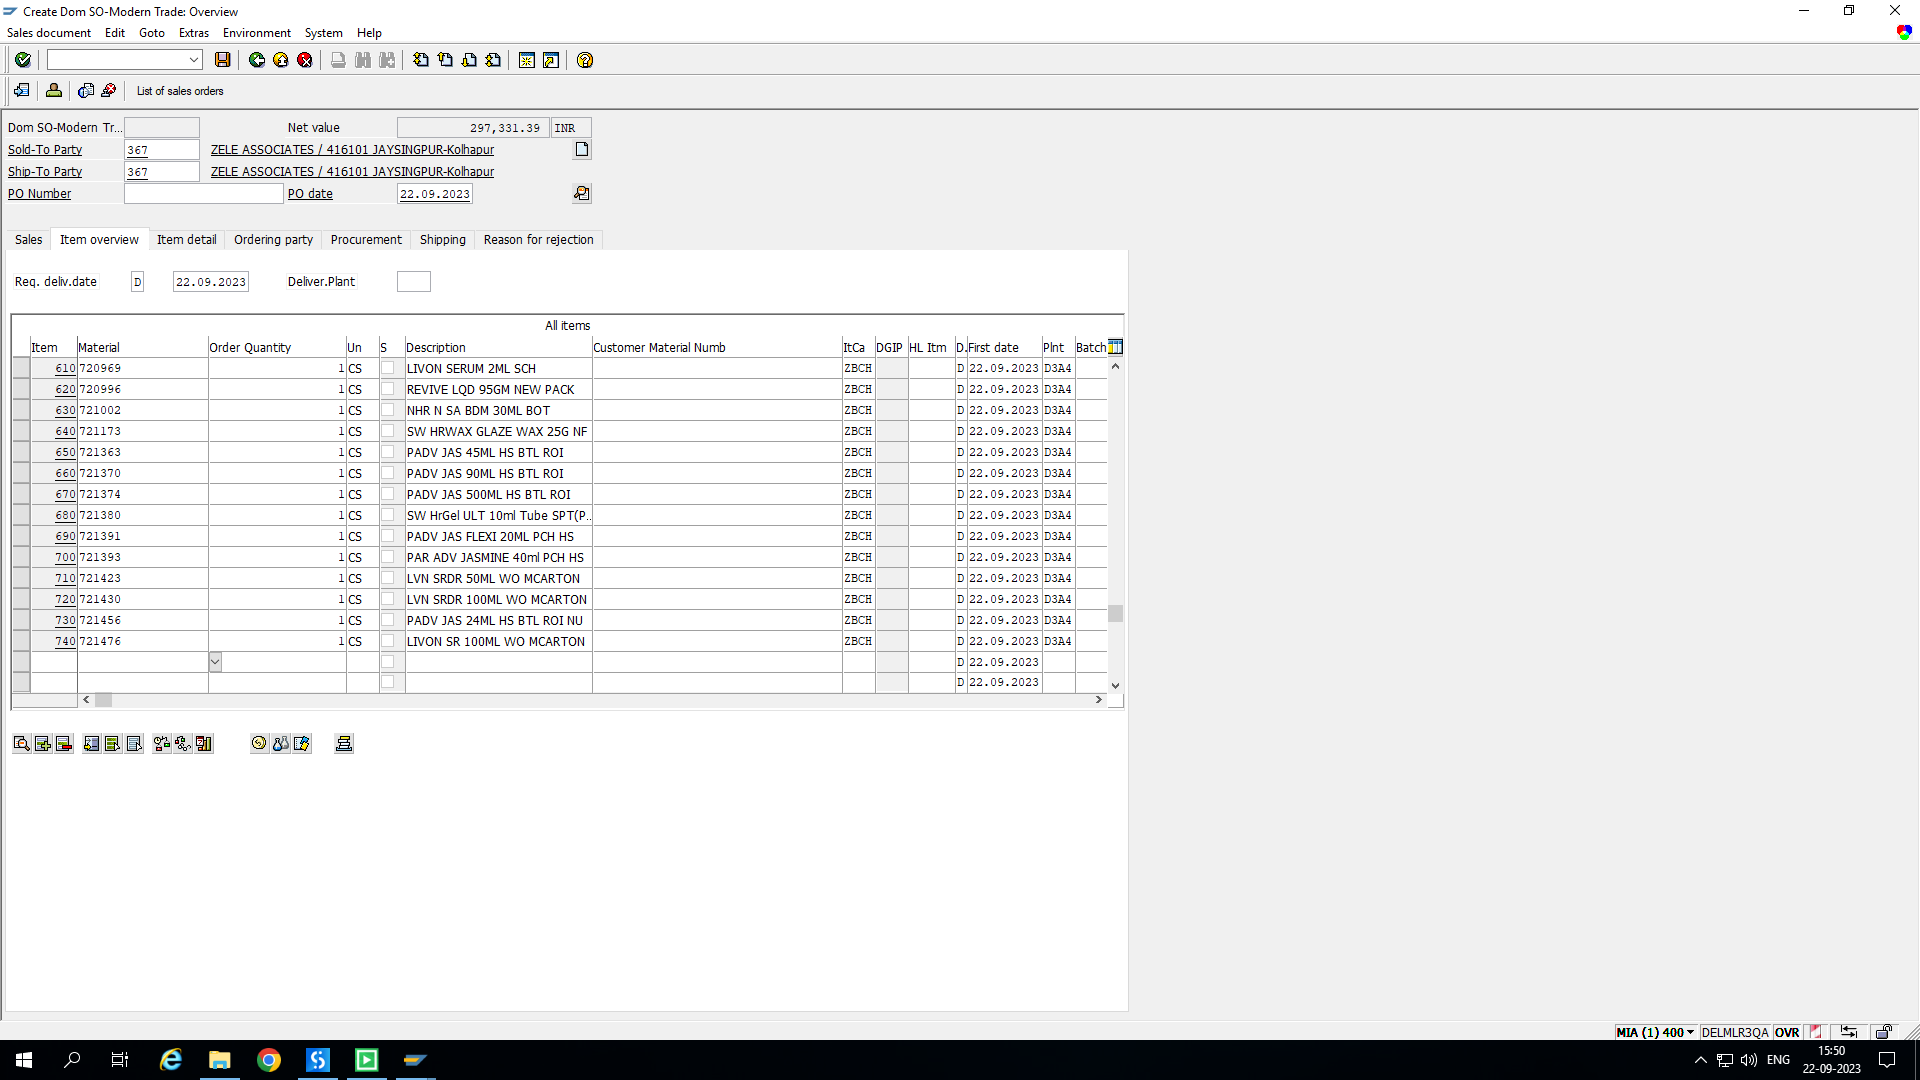 Create Dom SO-Modern Trade: Overview
Sales document Edit Goto Extras Environment System Help
List of sales orders
Dom SO-Modern Tr... Net value 297,331.39 INR
Sold-To Party 367 ZELE ASSOCIATES / 416101 JAYSINGPUR-Kolhapur
Ship-To Party 367 ZELE ASSOCIATES / 416101 JAYSINGPUR-Kolhapur
PO Number PO date 22.09.2023
Sales Item overview Item detail Ordering party Procurement Shipping Reason for rejection
Req. deliv.date D 22.09.2023 Deliver.Plant
All items
Item Material Order Quantity Un S Description Customer Material Numb ItCa DGIP HL Itm D. First date Plnt Batch
610 720969 1 CS LIVON SERUM 2ML SCH ZBCH D 22.09.2023 D3A4
620 720996 1 CS REVIVE LQD 95GM NEW PACK ZBCH D 22.09.2023 D3A4
630 721002 1 CS NHR N SA BDM 30ML BOT ZBCH D 22.09.2023 D3A4
640 721173 1 CS SW HRWAX GLAZE WAX 25G NF ZBCH D 22.09.2023 D3A4
650 721363 1 CS PADV JAS 45ML HS BTL ROI ZBCH D 22.09.2023 D3A4
660 721370 1 CS PADV JAS 90ML HS BTL ROI ZBCH D 22.09.2023 D3A4
670 721374 1 CS PADV JAS 500ML HS BTL ROI ZBCH D 22.09.2023 D3A4
680 721380 1 CS SW HrGel ULT 10ml Tube SPT(P.. ZBCH D 22.09.2023 D3A4
690 721391 1 CS PADV JAS FLEXI 20ML PCH HS ZBCH D 22.09.2023 D3A4
700 721393 1 CS PAR ADV JASMINE 40ml PCH HS ZBCH D 22.09.2023 D3A4
710 721423 1 CS LVN SRDR 50ML WO MCARTON ZBCH D 22.09.2023 D3A4
720 721430 1 CS LVN SRDR 100ML WO MCARTON ZBCH D 22.09.2023 D3A4
730 721456 1 CS PADV JAS 24ML HS BTL ROI NU ZBCH D 22.09.2023 D3A4
740 721476 1 CS LIVON SR 100ML WO MCARTON ZBCH D 22.09.2023 D3A4
D 22.09.2023
D 22.09.2023
MIA (1) 400 DELMLR3QA OVR
ENG 15:50
22-09-2023